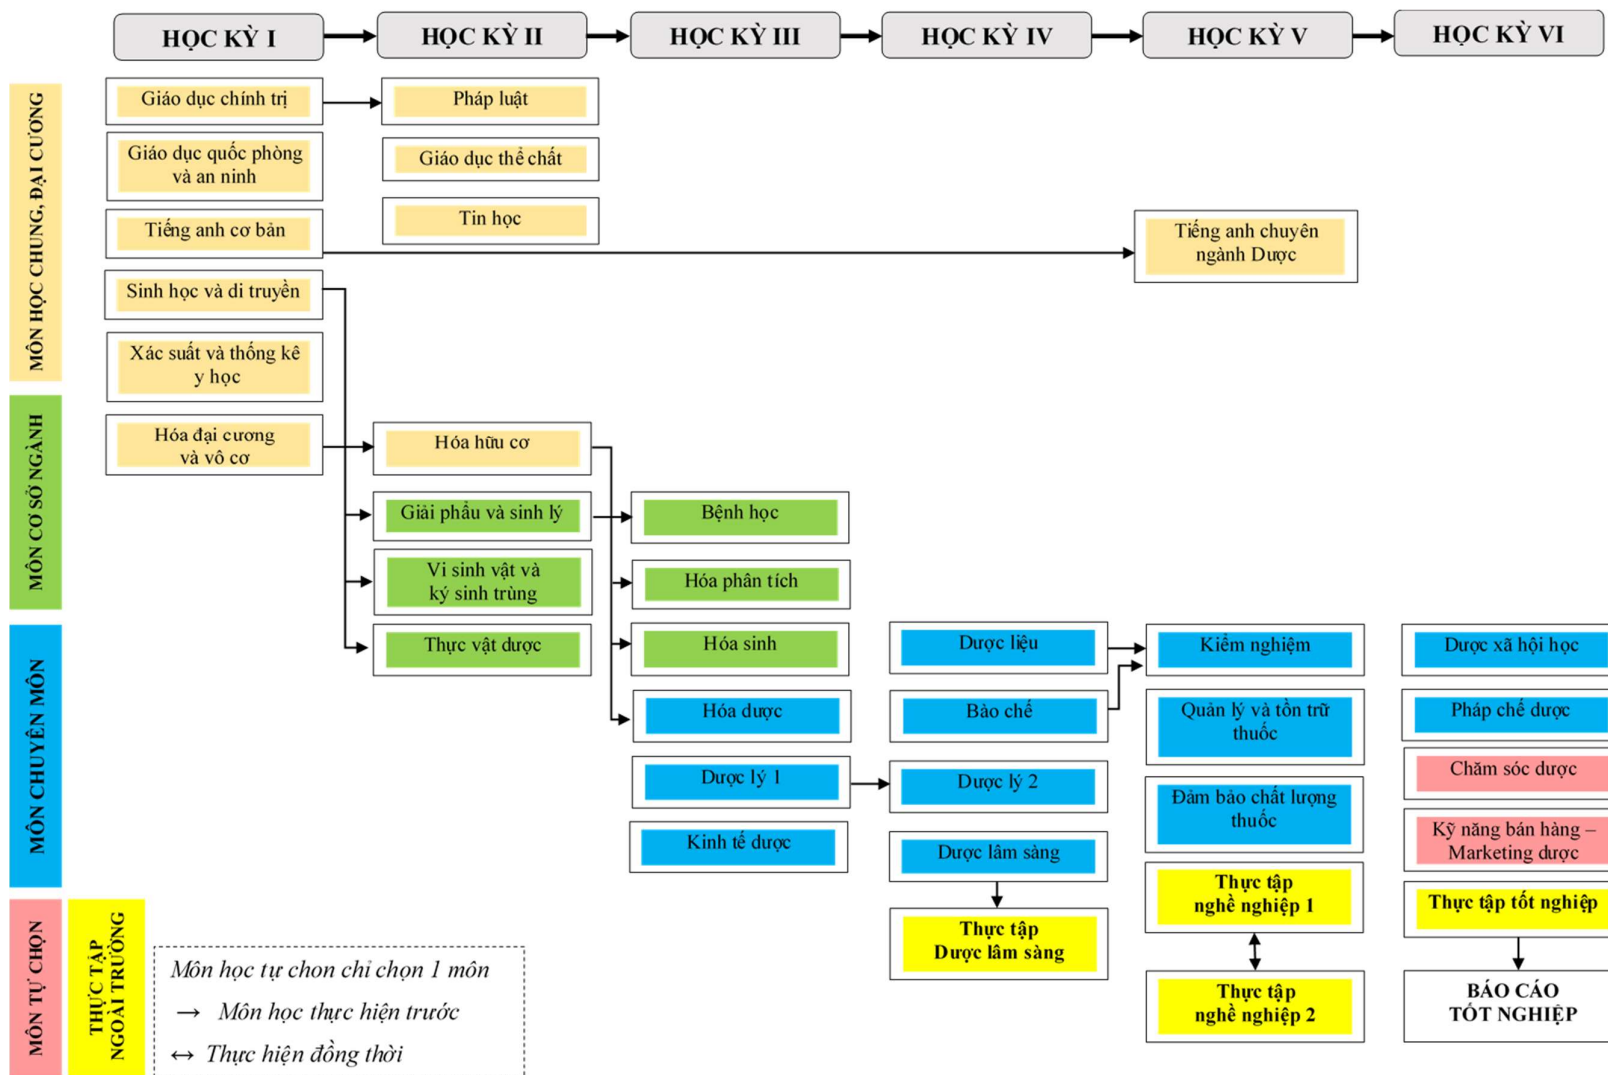 HỌC KỲ I
HỌC KỲ II
HỌC KỲ III
HỌC KỲ IV
HỌC KỲ V
HỌC KỲ VI
MÔN HỌC CHUNG, ĐẠI CƯƠNG
Giáo dục chính trị
Pháp luật
Giáo dục quốc phòng
và an ninh
Giáo dục thể chất
Tiếng anh cơ bản
Tin học
Tiếng anh chuyên
ngành Dược
Sinh học và di truyền
Xác suất và thống kê
y học
MÔN CƠ SỞ NGÀNH
Hóa đại cương
và vô cơ
Hóa hữu cơ
Giải phẩu và sinh lý
Bệnh học
Vi sinh vật và
ký sinh trùng
Hóa phân tích
Thực vật dược
Hóa sinh
MÔN CHUYÊN MÔN
Dược liệu
Kiểm nghiệm
Dược xã hội học
Hóa dược
Bào chế
Quản lý và tồn trữ
thuốc
Pháp chế dược
Dược lý 1
Dược lý 2
Đảm bảo chất lượng
thuốc
Chăm sóc dược
Kinh tế dược
Dược lâm sàng
Kỹ năng bán hàng –
Marketing dược
MÔN TỰ CHỌN
THỰC TẬP
NGOÀI TRƯỜNG
Thực tập
Dược lâm sàng
Thực tập
nghề nghiệp 1
Thực tập tốt nghiệp
Thực tập
nghề nghiệp 2
BÁO CÁO
TỐT NGHIỆP
Môn học tự chon chỉ chọn 1 môn
→ Môn học thực hiện trước
↔ Thực hiện đồng thời